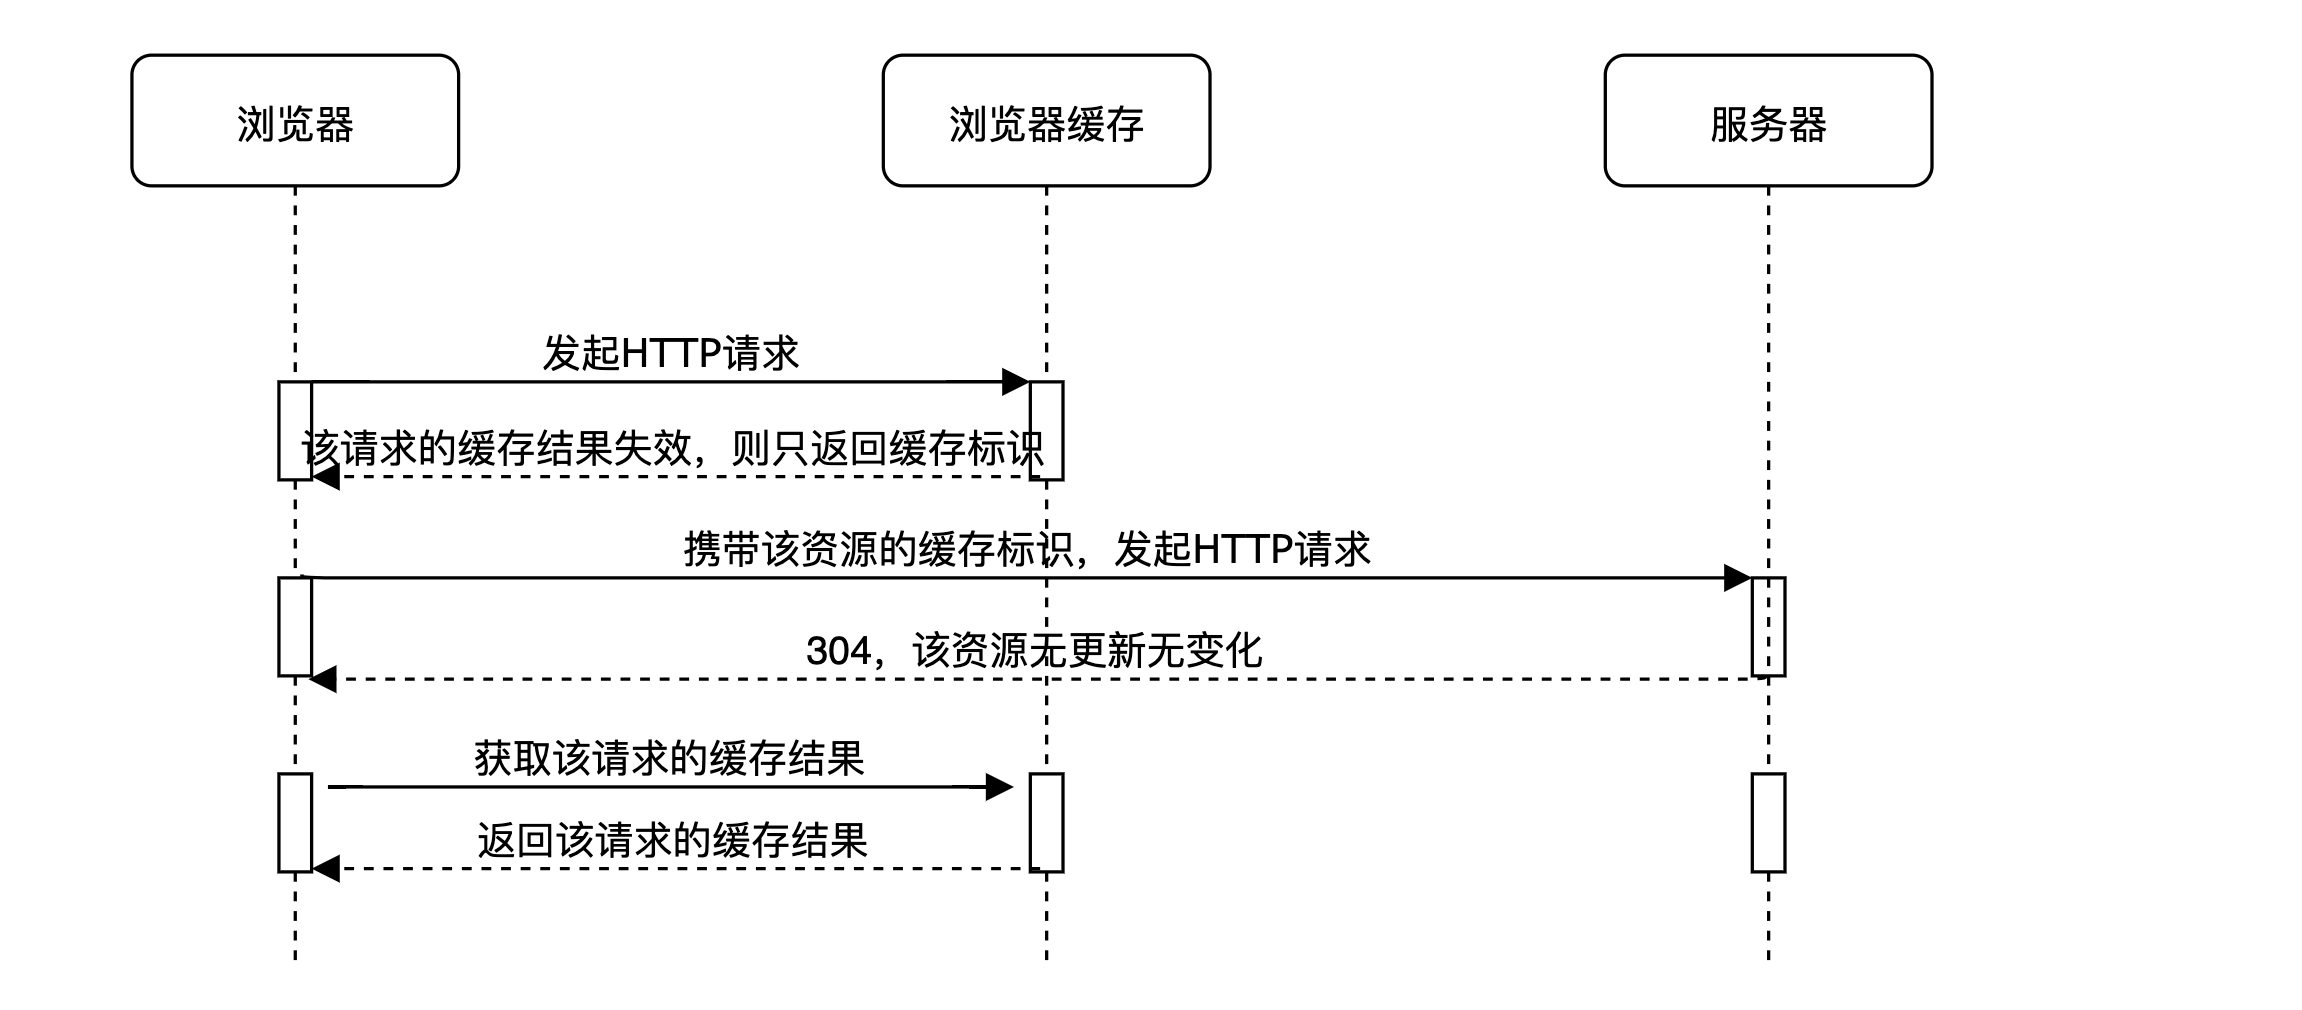 浏览器
浏览器缓存
服务器
发起HTTP请求
该请求的缓存结果失效，则只返回缓存标识
携带该资源的缓存标识，发起HTTP请求
304，该资源无更新无变化
获取该请求的缓存结果
返回该请求的缓存结果